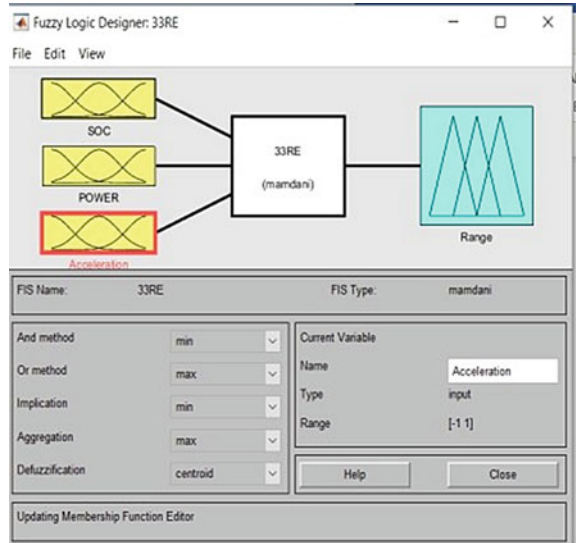 Fuzzy Logic Designer: 33RE
File Edit View
SOC
POWER
Acceleration
33RE
(mamdani)
Range
FIS Name: 33RE FIS Type: mamdani
And method min
Or method max
Implication min
Aggregation max
Defuzzification centroid
Current Variable
Name Acceleration
Type input
Range [-1 1]
Help Close
Updating Membership Function Editor